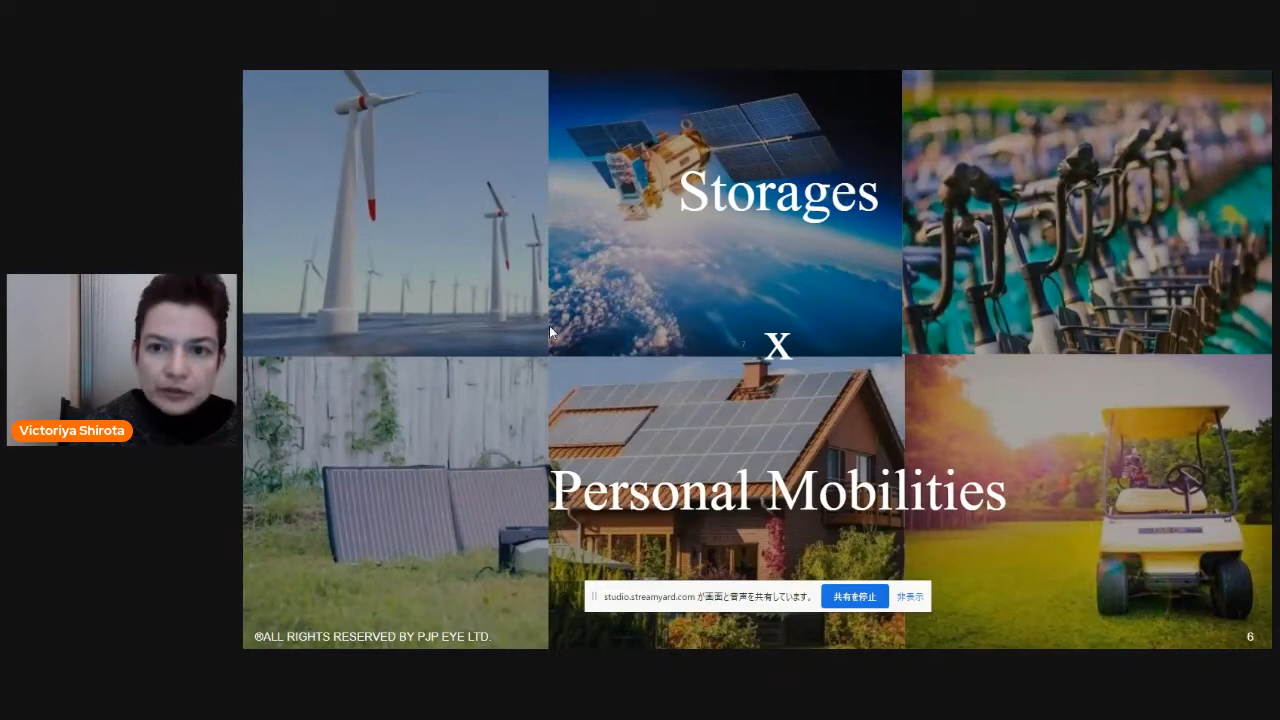 Storages
7
x
Personal Mobilities
Victoriya Shirota
studio.streamyard.com が画面と音声を共有しています。 共有を停止 非表示
®ALL RIGHTS RESERVED BY PJP EYE LTD. 6